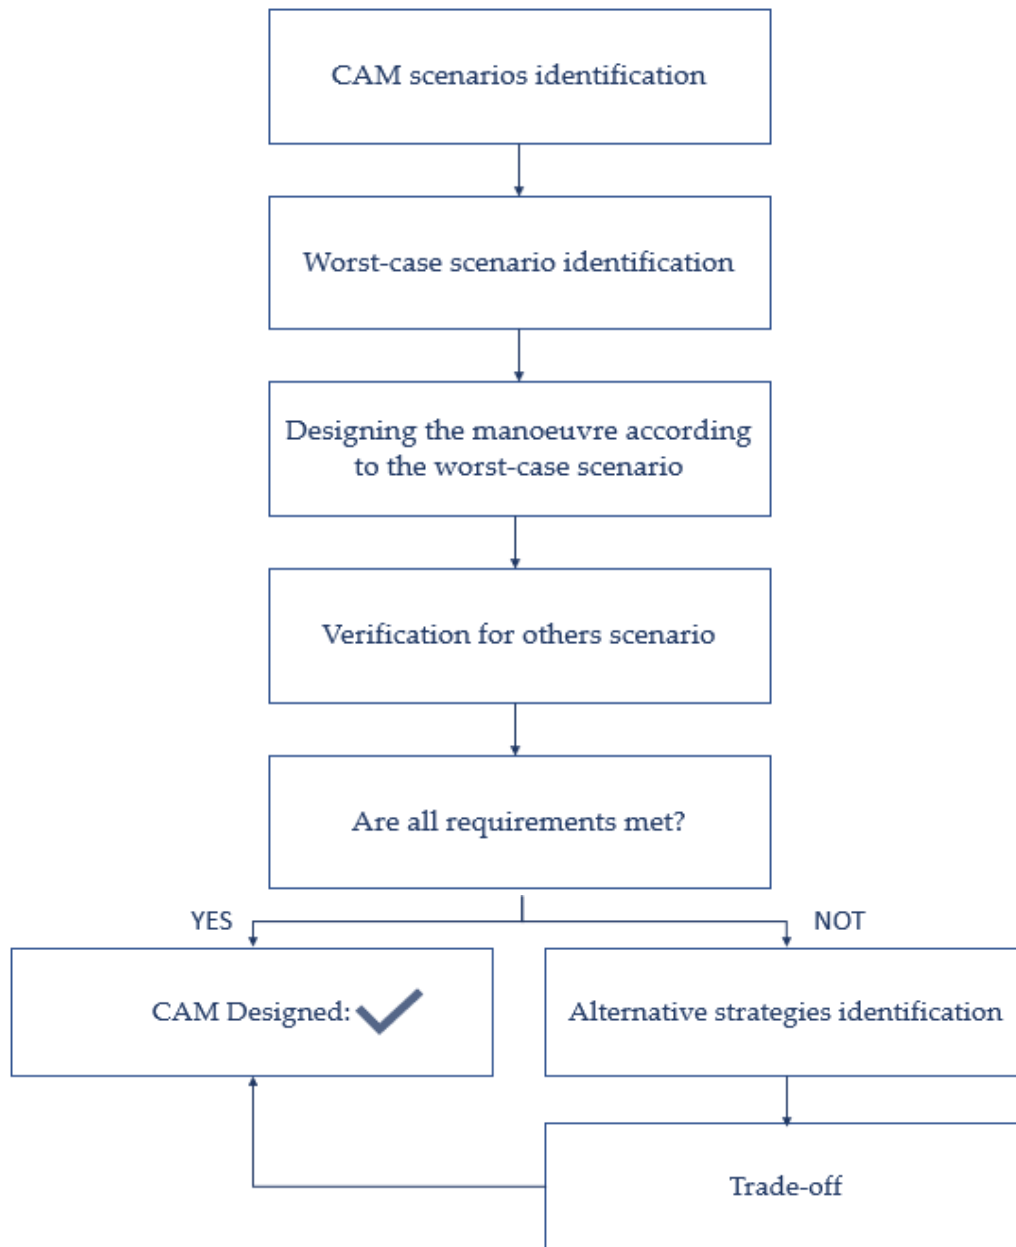 CAM scenarios identification
Worst-case scenario identification
Designing the manoeuvre according
to the worst-case scenario
Verification for others scenario
Are all requirements met?
YES
NOT
CAM Designed:
Alternative strategies identification
Trade-off